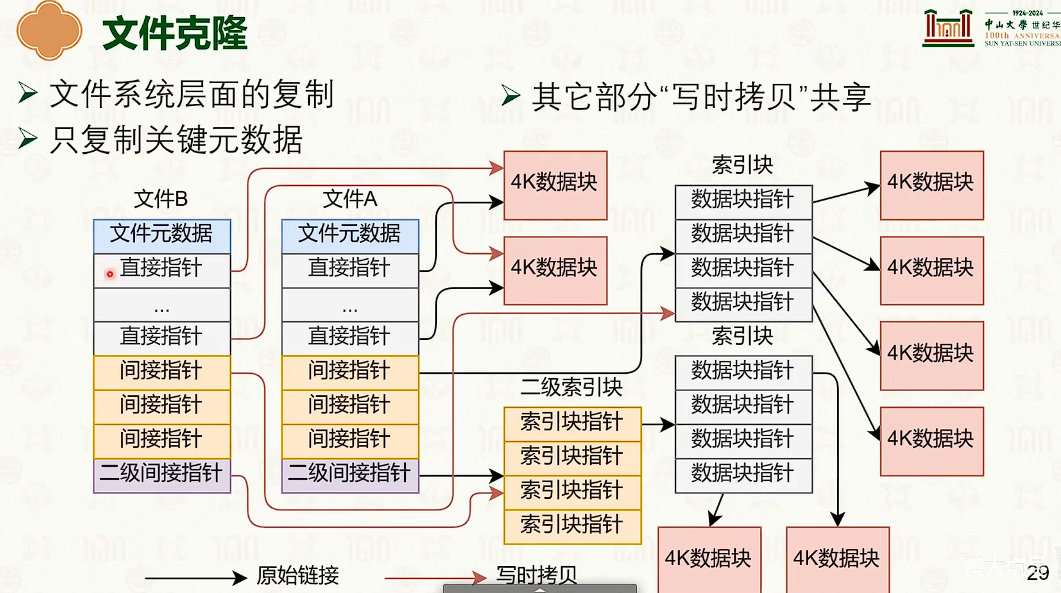 文件克隆
1924-2024
中山大學 世纪华
100th ANNIVERSA
SUN YAT-SEN UNIVERSI
文件系统层面的复制
只复制关键元数据
其它部分“写时拷贝”共享
文件B
文件元数据
直接指针
...
直接指针
间接指针
间接指针
间接指针
二级间接指针
文件A
文件元数据
直接指针
...
直接指针
间接指针
间接指针
间接指针
二级间接指针
4K数据块
4K数据块
二级索引块
索引块指针
索引块指针
索引块指针
索引块指针
索引块
数据块指针
数据块指针
数据块指针
数据块指针
索引块
数据块指针
数据块指针
数据块指针
数据块指针
4K数据块
4K数据块
4K数据块
4K数据块
4K数据块
4K数据块
原始链接
写时拷贝
29